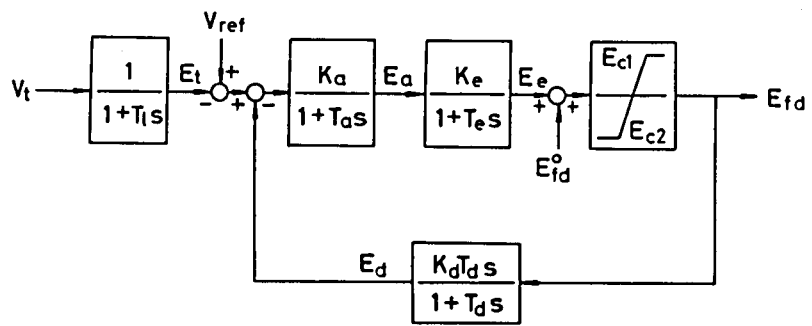 V_ref
V_t
1
1+T_l s
E_t
+
−
+
−
K_a
1+T_a s
E_a
K_e
1+T_e s
E_e
+
+
E_fd^o
E_c1
E_c2
E_fd
E_d
K_d T_d s
1+T_d s